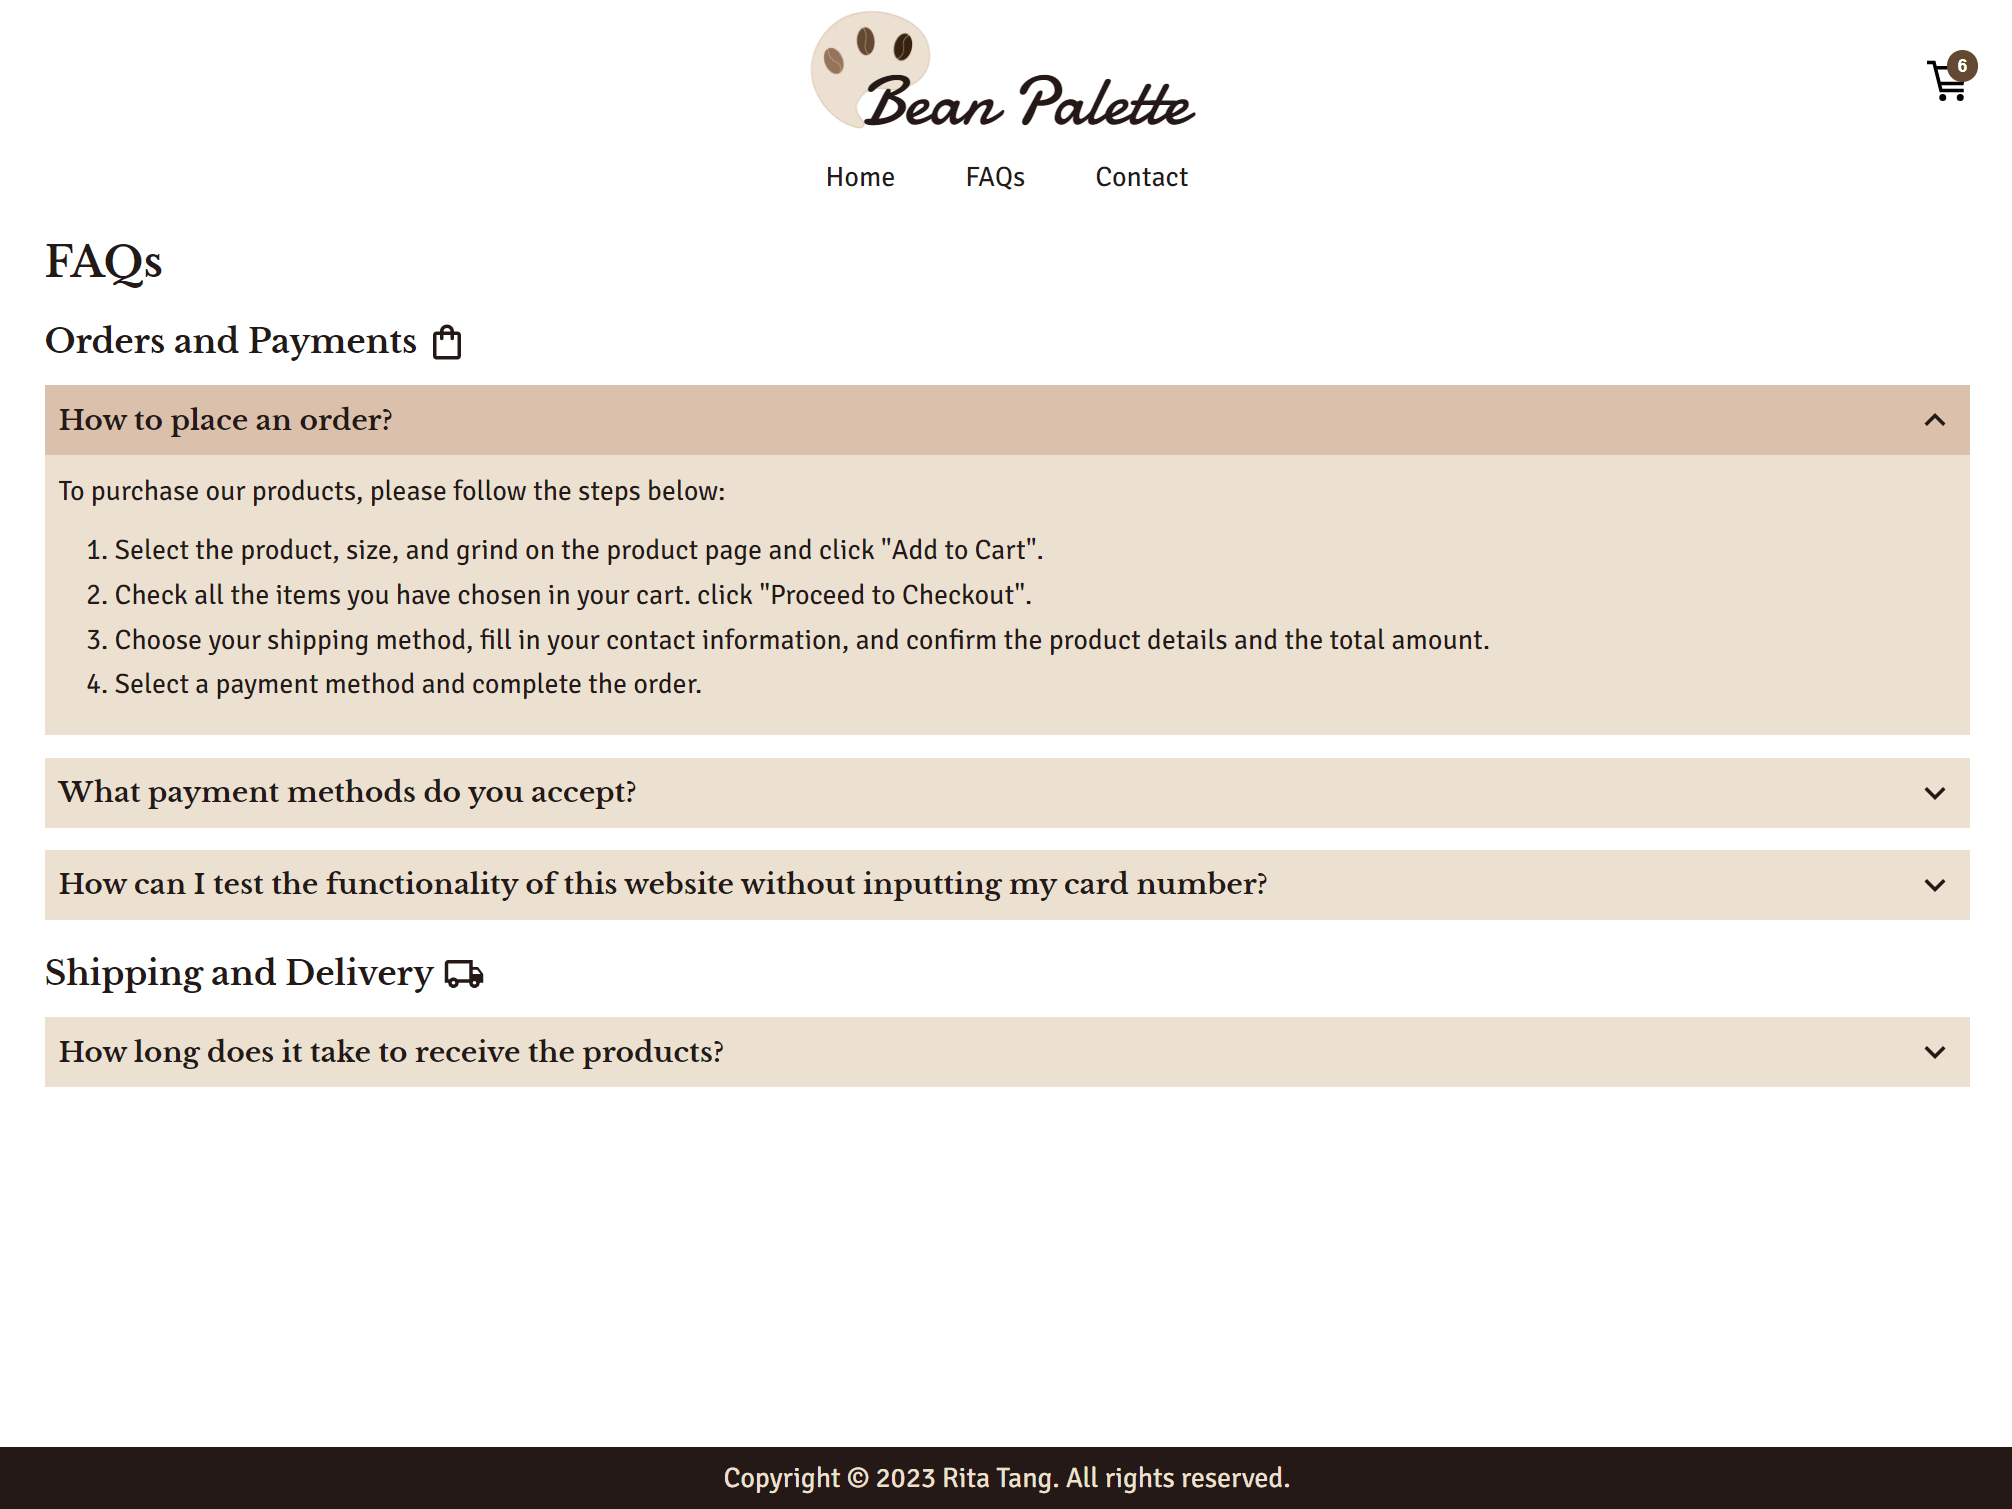 Bean Palette
6
Home FAQs Contact
FAQs
Orders and Payments
How to place an order?
To purchase our products, please follow the steps below:
1. Select the product, size, and grind on the product page and click "Add to Cart".
2. Check all the items you have chosen in your cart. click "Proceed to Checkout".
3. Choose your shipping method, fill in your contact information, and confirm the product details and the total amount.
4. Select a payment method and complete the order.
What payment methods do you accept?
How can I test the functionality of this website without inputting my card number?
Shipping and Delivery
How long does it take to receive the products?
Copyright © 2023 Rita Tang. All rights reserved.